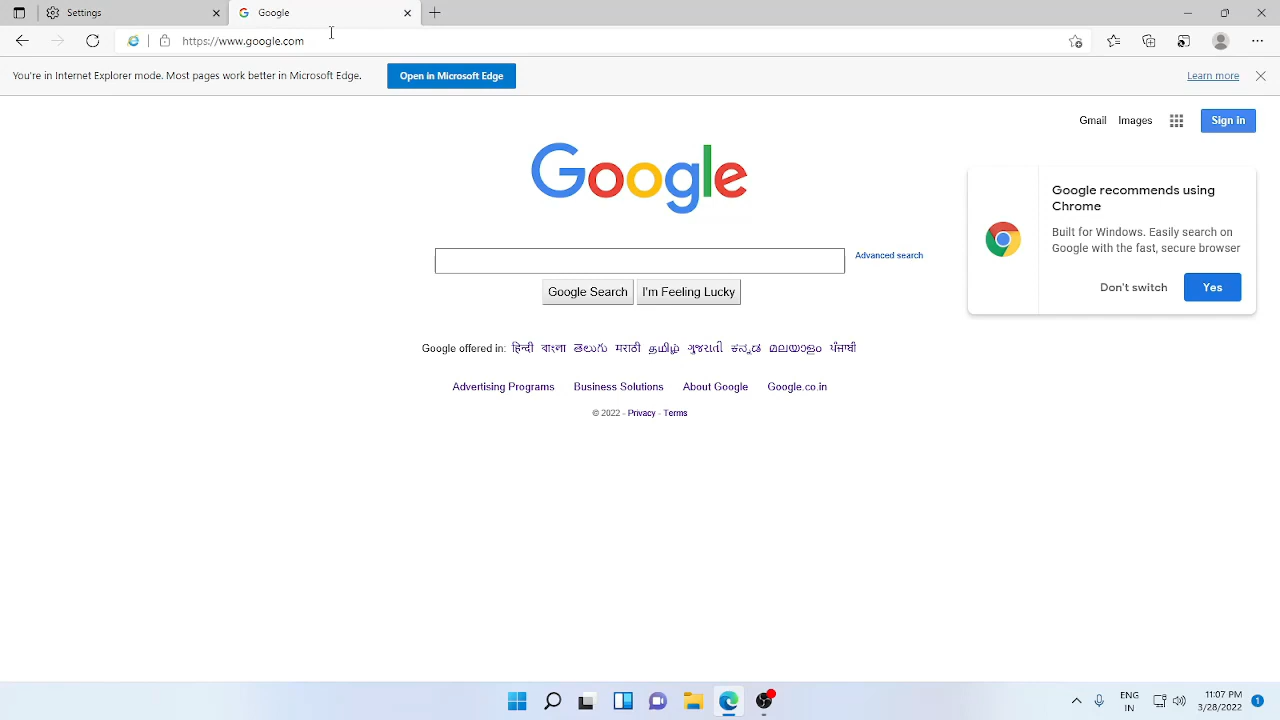 Settings
Google
https://www.google.com
You're in Internet Explorer mode. Most pages work better in Microsoft Edge.
Open in Microsoft Edge
Learn more
Gmail Images
Sign in
Google
Google recommends using
Chrome
Built for Windows. Easily search on
Google with the fast, secure browser
Don't switch
Yes
Advanced search
Google Search
I'm Feeling Lucky
Google offered in: हिन्दी বাংলা తెలుగు मराठी தமிழ் ગુજરાતી ಕನ್ನಡ മലയാളം ਪੰਜਾਬੀ
Advertising Programs Business Solutions About Google Google.co.in
© 2022 - Privacy - Terms
ENG
IN
11:07 PM
3/28/2022
1